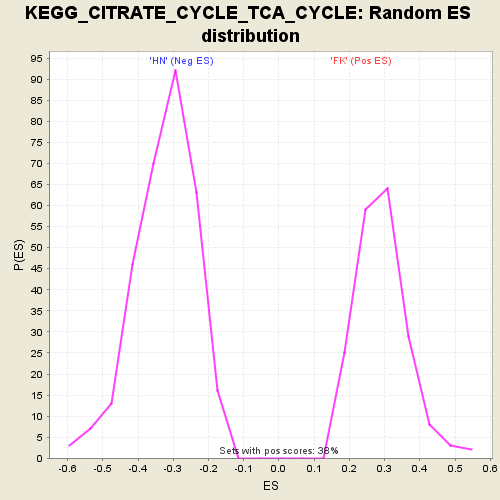 KEGG_CITRATE_CYCLE_TCA_CYCLE: Random ES
distribution
'HN' (Neg ES)
'FK' (Pos ES)
95
90
85
80
75
70
65
60
55
50
45
40
35
30
25
20
15
10
5
0
P(ES)
Sets with pos scores: 38%
-0.6 -0.5 -0.4 -0.3 -0.2 -0.1 0.0 0.1 0.2 0.3 0.4 0.5 0.6
ES